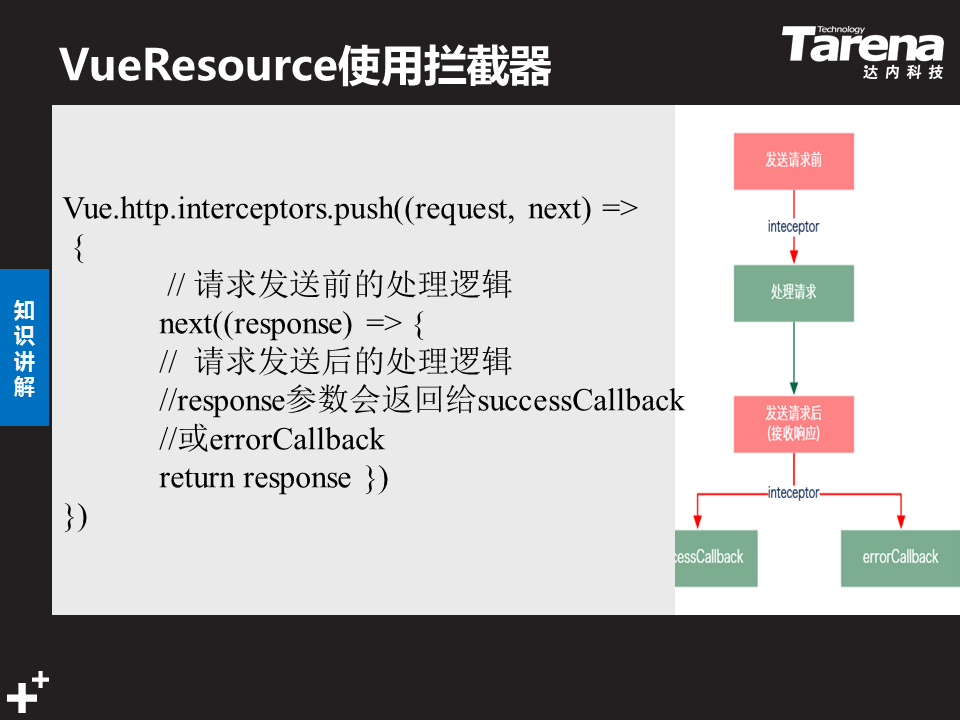 VueResource使用拦截器
Technology
Tarena
达内科技
知识讲解
Vue.http.interceptors.push((request, next) =>
{
// 请求发送前的处理逻辑
next((response) => {
// 请求发送后的处理逻辑
//response参数会返回给successCallback
//或errorCallback
return response })
})
发送请求前
inteceptor
处理请求
发送请求后
(接收响应)
inteceptor
cessCallback
errorCallback